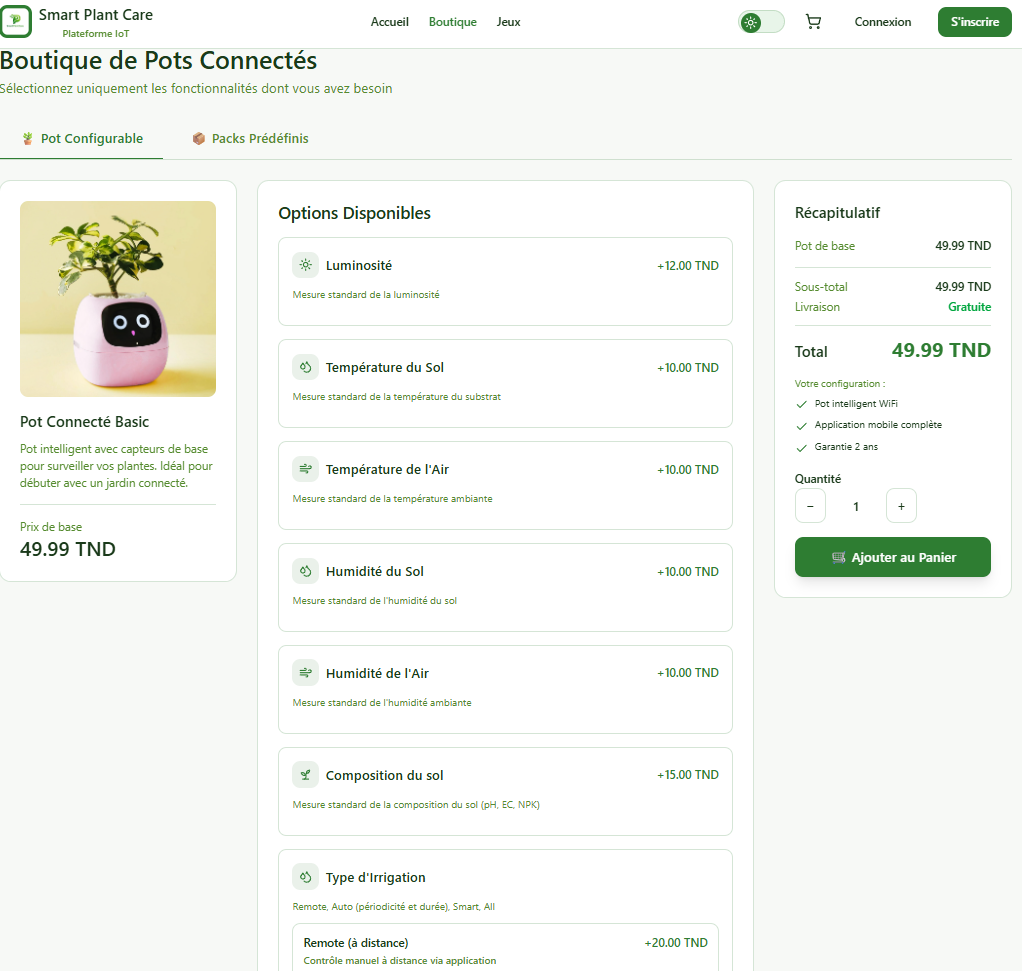 Smart Plant Care
Plateforme IoT
Accueil
Boutique
Jeux
Connexion
S'inscrire
Boutique de Pots Connectés
Sélectionnez uniquement les fonctionnalités dont vous avez besoin
Pot Configurable
Packs Prédéfinis
Pot Connecté Basic
Pot intelligent avec capteurs de base
pour surveiller vos plantes. Idéal pour
débuter avec un jardin connecté.
Prix de base
49.99 TND
Options Disponibles
Luminosité +12.00 TND
Mesure standard de la luminosité
Température du Sol +10.00 TND
Mesure standard de la température du substrat
Température de l'Air +10.00 TND
Mesure standard de la température ambiante
Humidité du Sol +10.00 TND
Mesure standard de l'humidité du sol
Humidité de l'Air +10.00 TND
Mesure standard de l'humidité ambiante
Composition du sol +15.00 TND
Mesure standard de la composition du sol (pH, EC, NPK)
Type d'Irrigation
Remote, Auto (périodicité et durée), Smart, All
Remote (à distance) +20.00 TND
Contrôle manuel à distance via application
Récapitulatif
Pot de base 49.99 TND
Sous-total 49.99 TND
Livraison Gratuite
Total 49.99 TND
Votre configuration :
Pot intelligent WiFi
Application mobile complète
Garantie 2 ans
Quantité
− 1 +
Ajouter au Panier